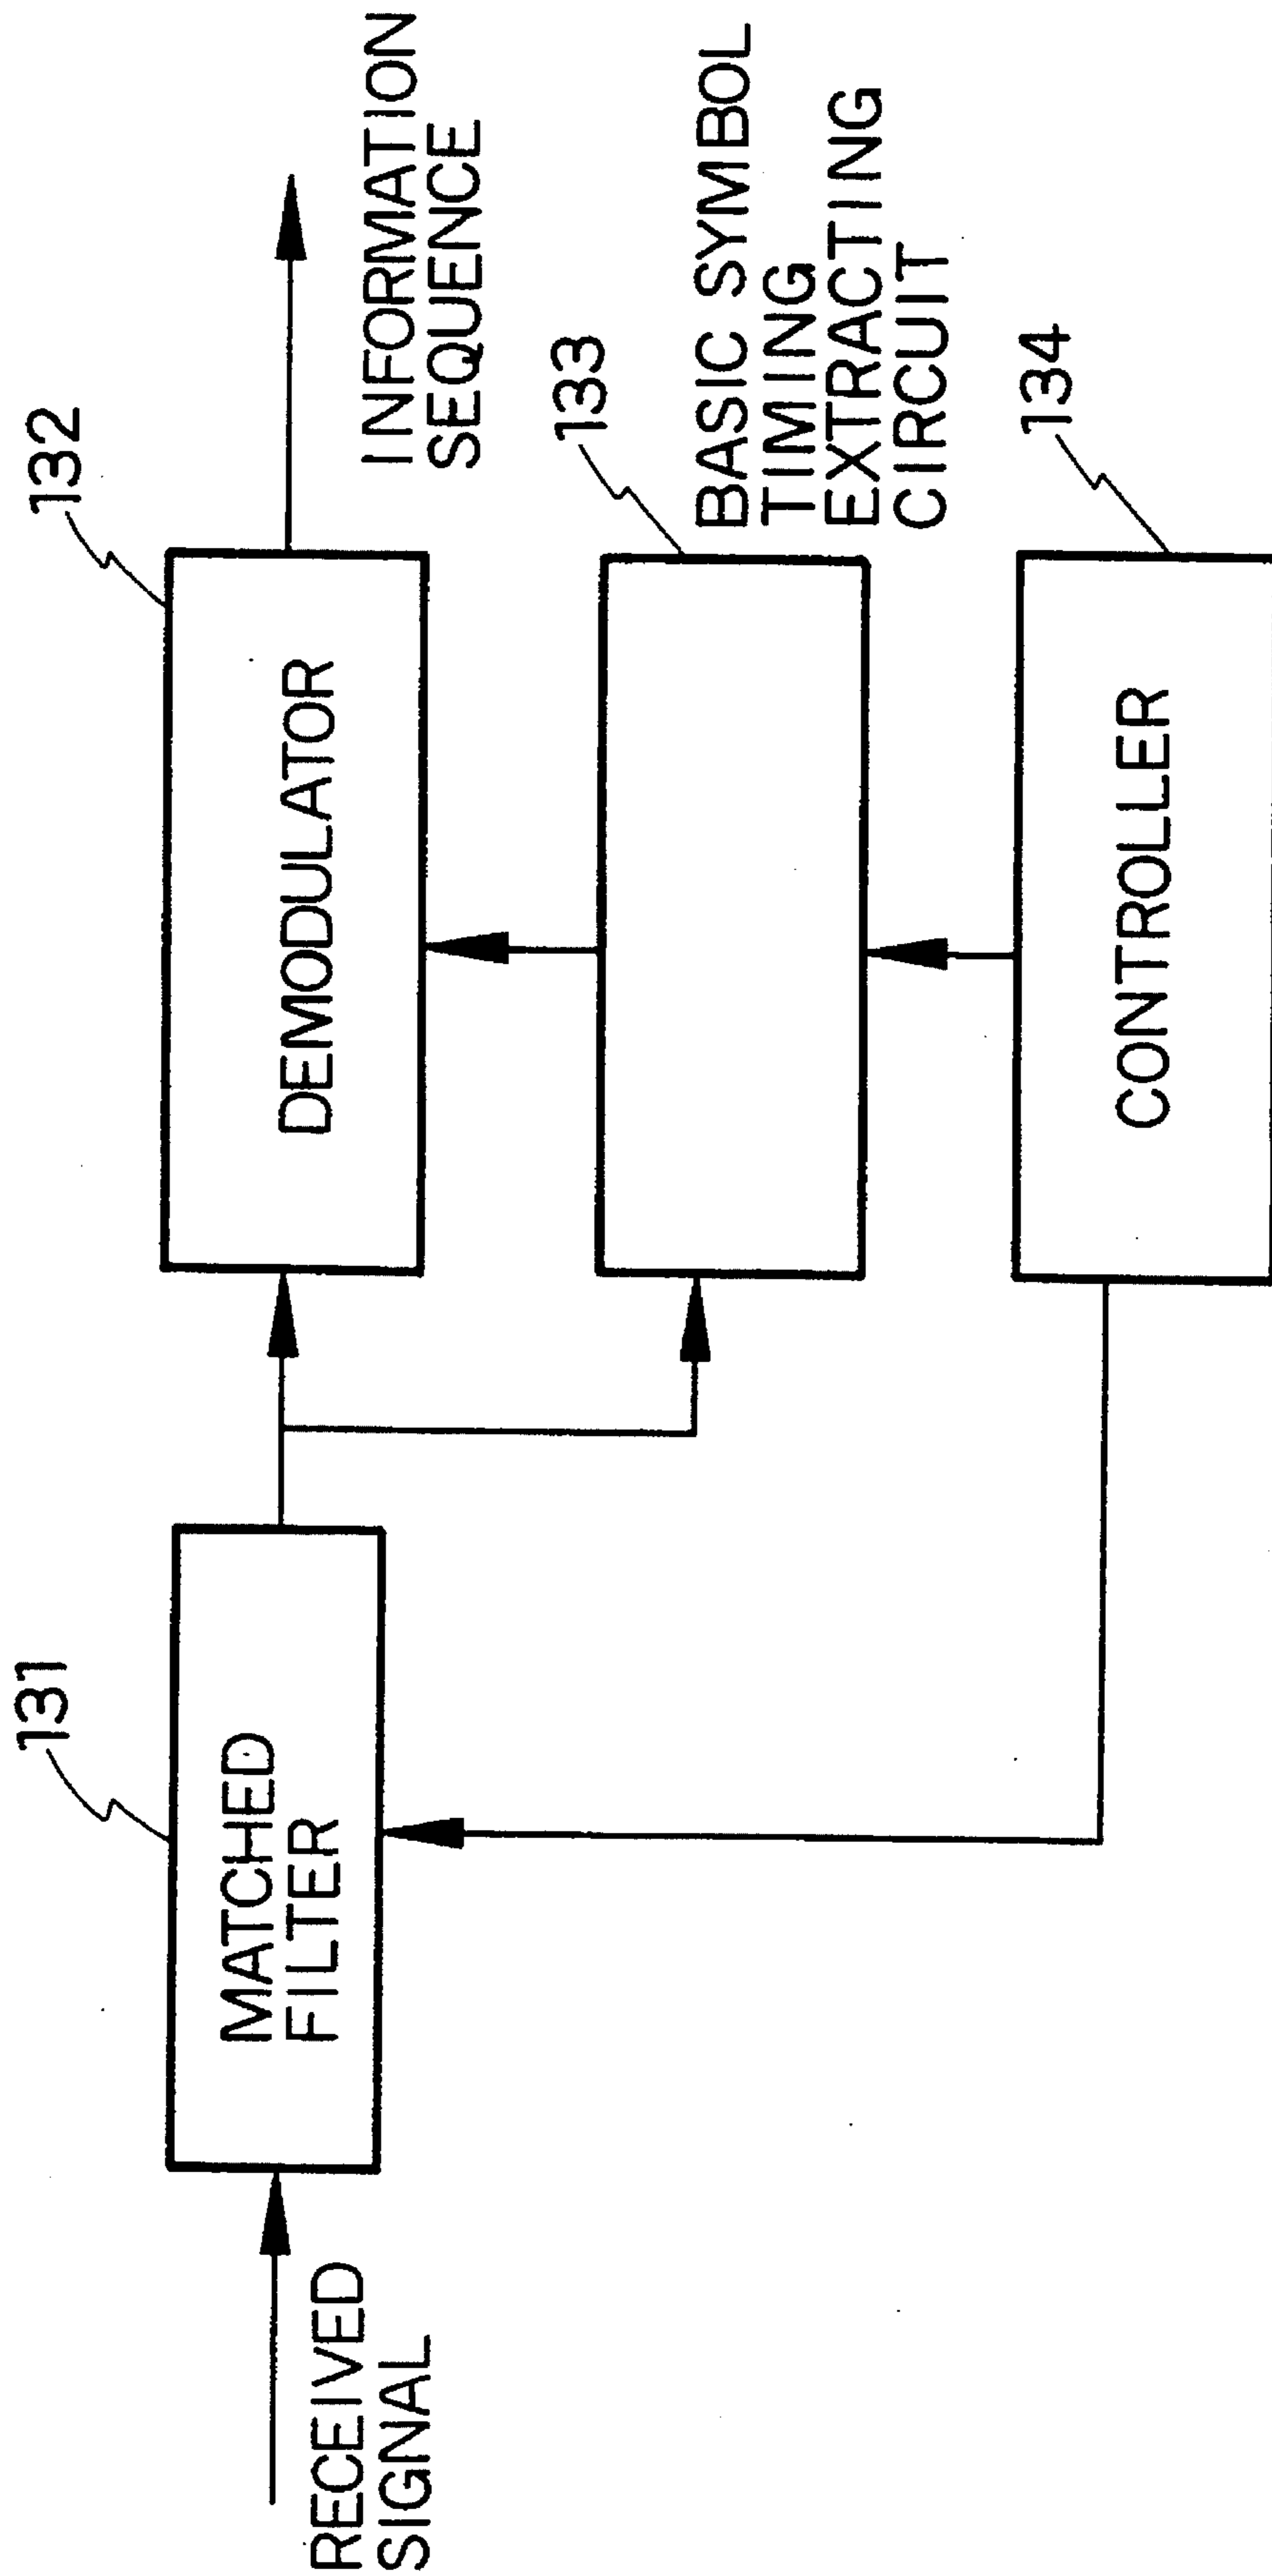 131
132
MATCHED
FILTER
DEMODULATOR
RECEIVED
SIGNAL
INFORMATION
SEQUENCE
133
BASIC SYMBOL
TIMING
EXTRACTING
CIRCUIT
134
CONTROLLER